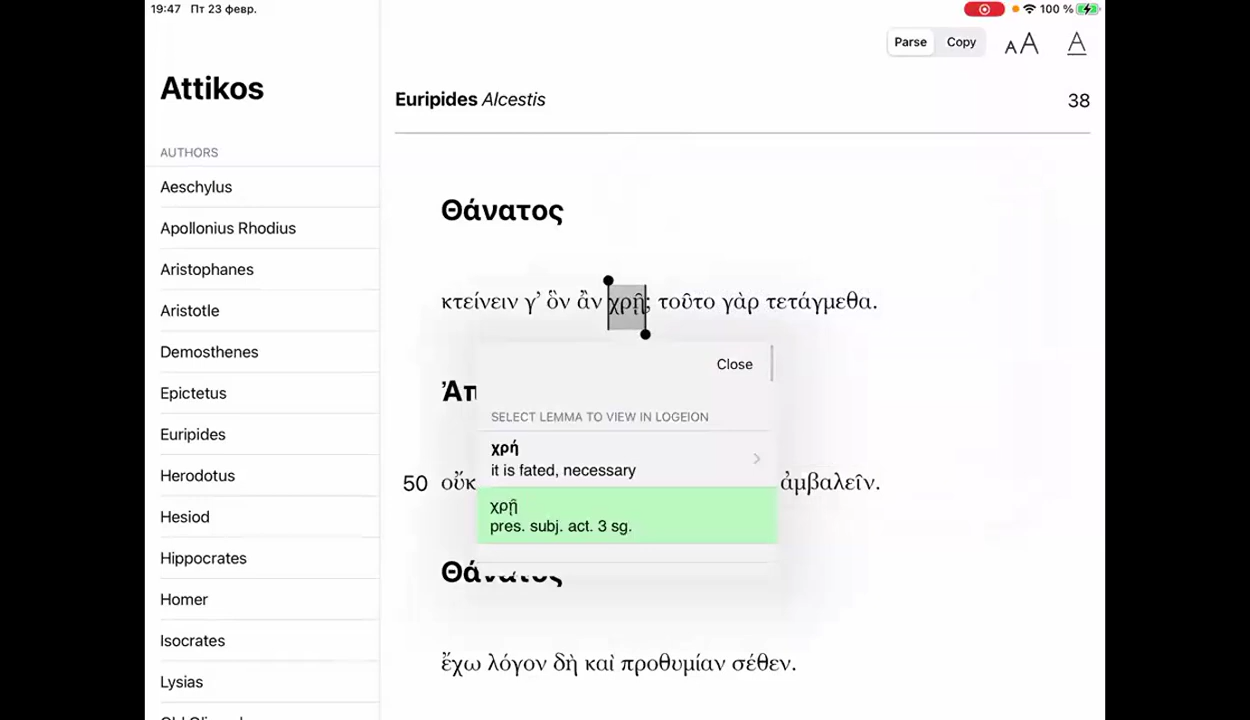 19:47 Пт 23 февр.
100 %
Parse Copy
AA A
Attikos
Euripides Alcestis 38
AUTHORS
Aeschylus
Apollonius Rhodius
Aristophanes
Aristotle
Demosthenes
Epictetus
Euripides
Herodotus
Hesiod
Hippocrates
Homer
Isocrates
Lysias
Θάνατος
κτείνειν γ’ ὃν ἂν χρῇ; τοῦτο γὰρ τετάγμεθα.
Close
SELECT LEMMA TO VIEW IN LOGEION
χρή
it is fated, necessary
χρῇ
pres. subj. act. 3 sg.
50 οὔκ ἀμβαλεῖν.
Θάνατος
ἔχω λόγον δὴ καὶ προθυμίαν σέθεν.